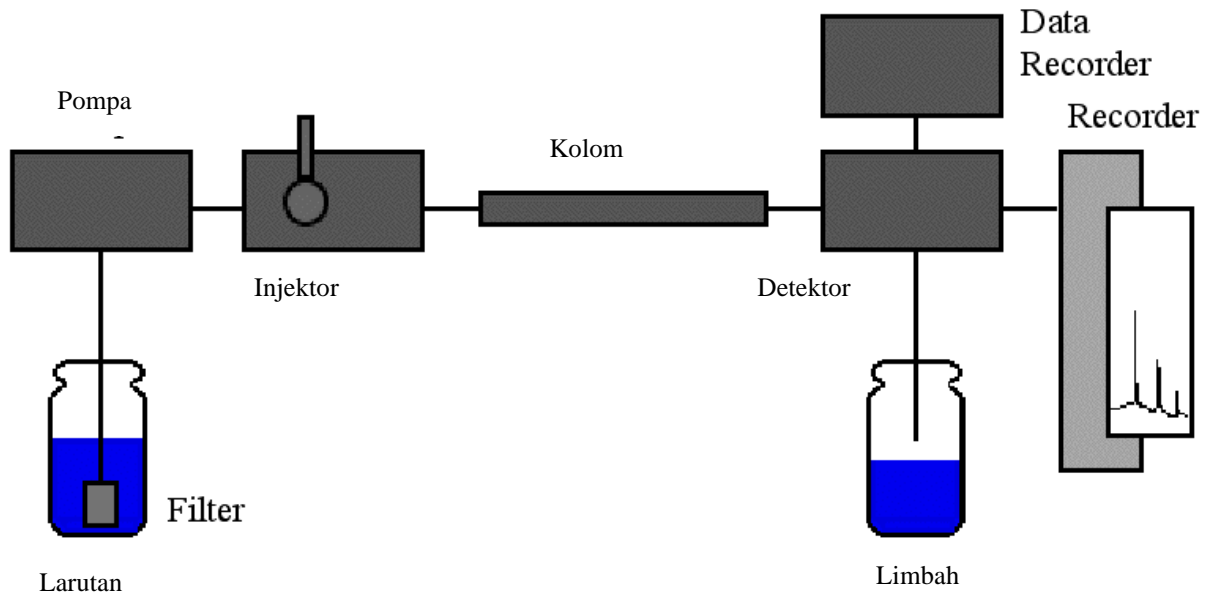 Data
Recorder
Pompa
Recorder
Kolom
Injektor
Detektor
Filter
Larutan
Limbah